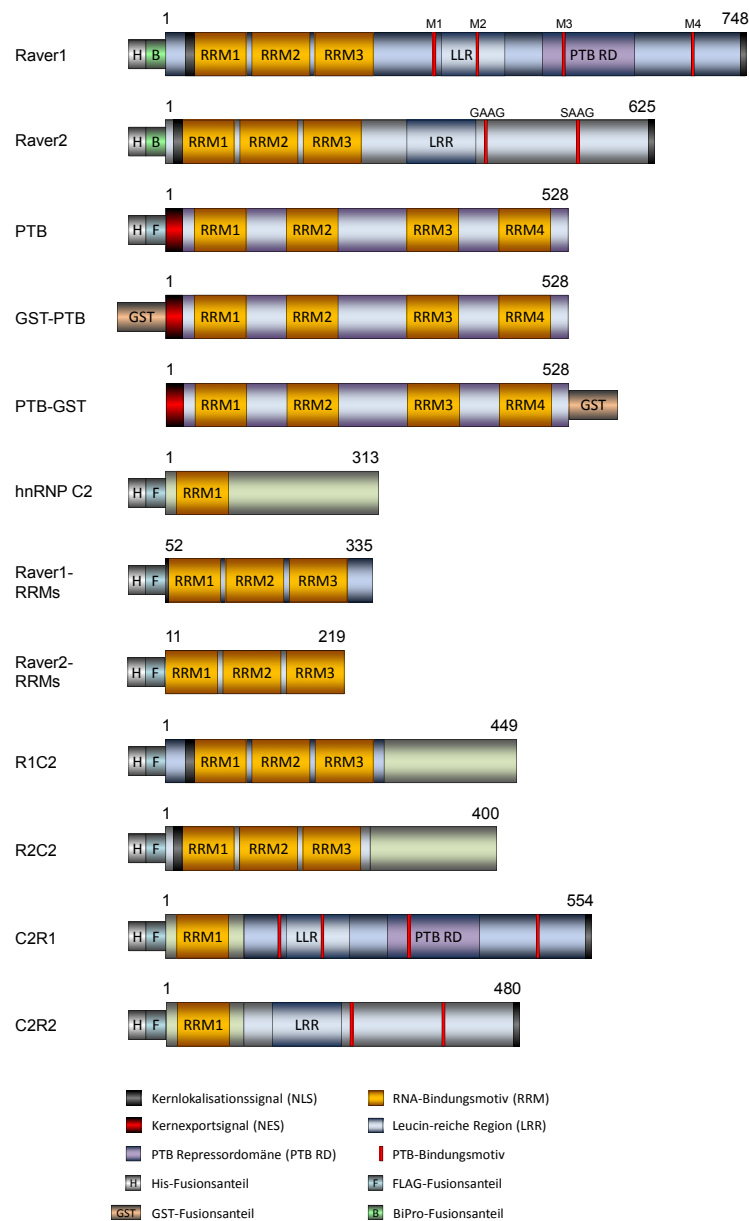 1 M1 M2 M3 M4 748
Raver1 H B RRM1 RRM2 RRM3 LLR PTB RD
1 GAAG SAAG 625
Raver2 H B RRM1 RRM2 RRM3 LRR
1 528
PTB H F RRM1 RRM2 RRM3 RRM4
1 528
GST-PTB GST RRM1 RRM2 RRM3 RRM4
1 528
PTB-GST RRM1 RRM2 RRM3 RRM4 GST
1 313
hnRNP C2 H F RRM1
52 335
Raver1-
RRMs H F RRM1 RRM2 RRM3
11 219
Raver2-
RRMs H F RRM1 RRM2 RRM3
1 449
R1C2 H F RRM1 RRM2 RRM3
1 400
R2C2 H F RRM1 RRM2 RRM3
1 554
C2R1 H F RRM1 LLR PTB RD
1 480
C2R2 H F RRM1 LRR
Kernlokalisationssignal (NLS) RNA-Bindungsmotiv (RRM)
Kernexportsignal (NES) Leucin-reiche Region (LRR)
PTB Repressordomäne (PTB RD) PTB-Bindungsmotiv
H His-Fusionsanteil F FLAG-Fusionsanteil
GST GST-Fusionsanteil B BiPro-Fusionsanteil